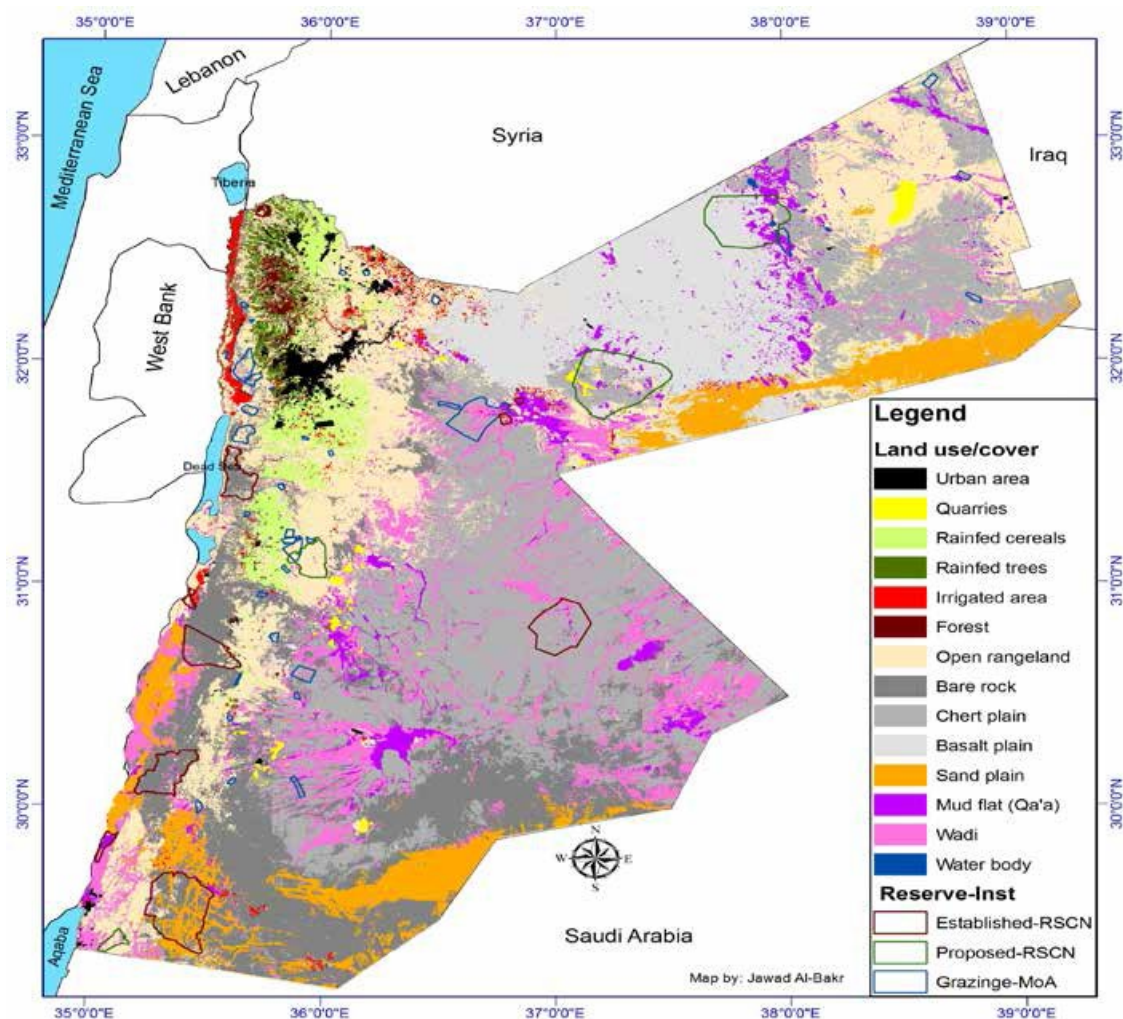 35°0'0"E 36°0'0"E 37°0'0"E 38°0'0"E 39°0'0"E
Lebanon
Mediterranean Sea
Syria
33°0'0"N
33°0'0"N
Iraq
Tiberia
West Bank
32°0'0"N
32°0'0"N
Dead Sea
31°0'0"N
31°0'0"N
30°0'0"N
30°0'0"N
N
W E
S
Aqaba
Saudi Arabia
Map by: Jawad Al-Bakr
Legend
Land use/cover
Urban area
Quarries
Rainfed cereals
Rainfed trees
Irrigated area
Forest
Open rangeland
Bare rock
Chert plain
Basalt plain
Sand plain
Mud flat (Qa'a)
Wadi
Water body
Reserve-Inst
Established-RSCN
Proposed-RSCN
Grazinge-MoA
35°0'0"E 36°0'0"E 37°0'0"E 38°0'0"E 39°0'0"E